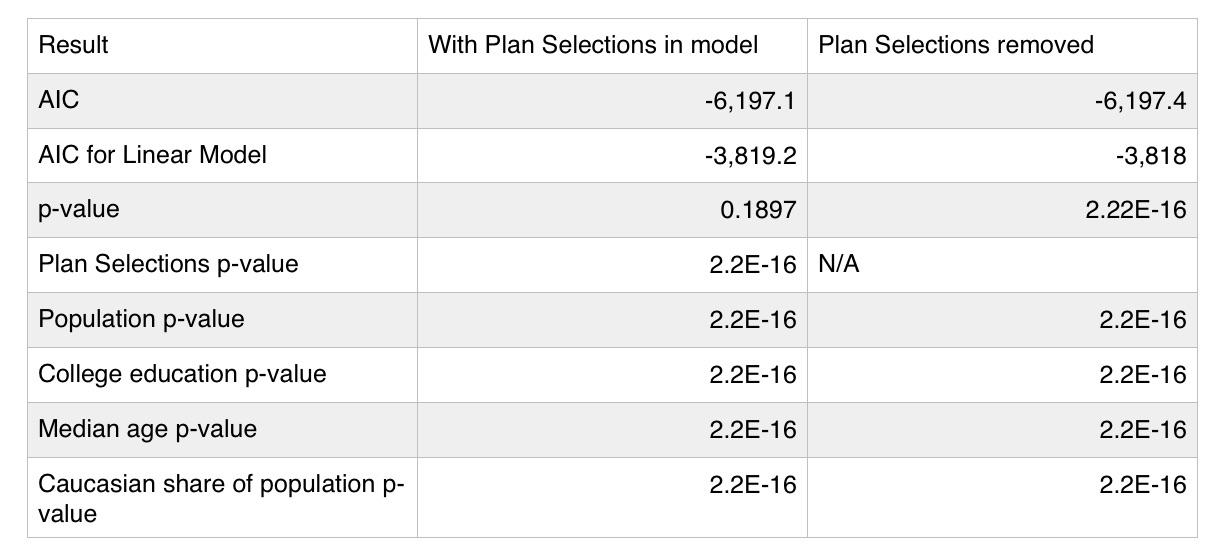 Result With Plan Selections in model Plan Selections removed
AIC -6,197.1 -6,197.4
AIC for Linear Model -3,819.2 -3,818
p-value 0.1897 2.22E-16
Plan Selections p-value 2.2E-16 N/A
Population p-value 2.2E-16 2.2E-16
College education p-value 2.2E-16 2.2E-16
Median age p-value 2.2E-16 2.2E-16
Caucasian share of population p- 2.2E-16 2.2E-16
value